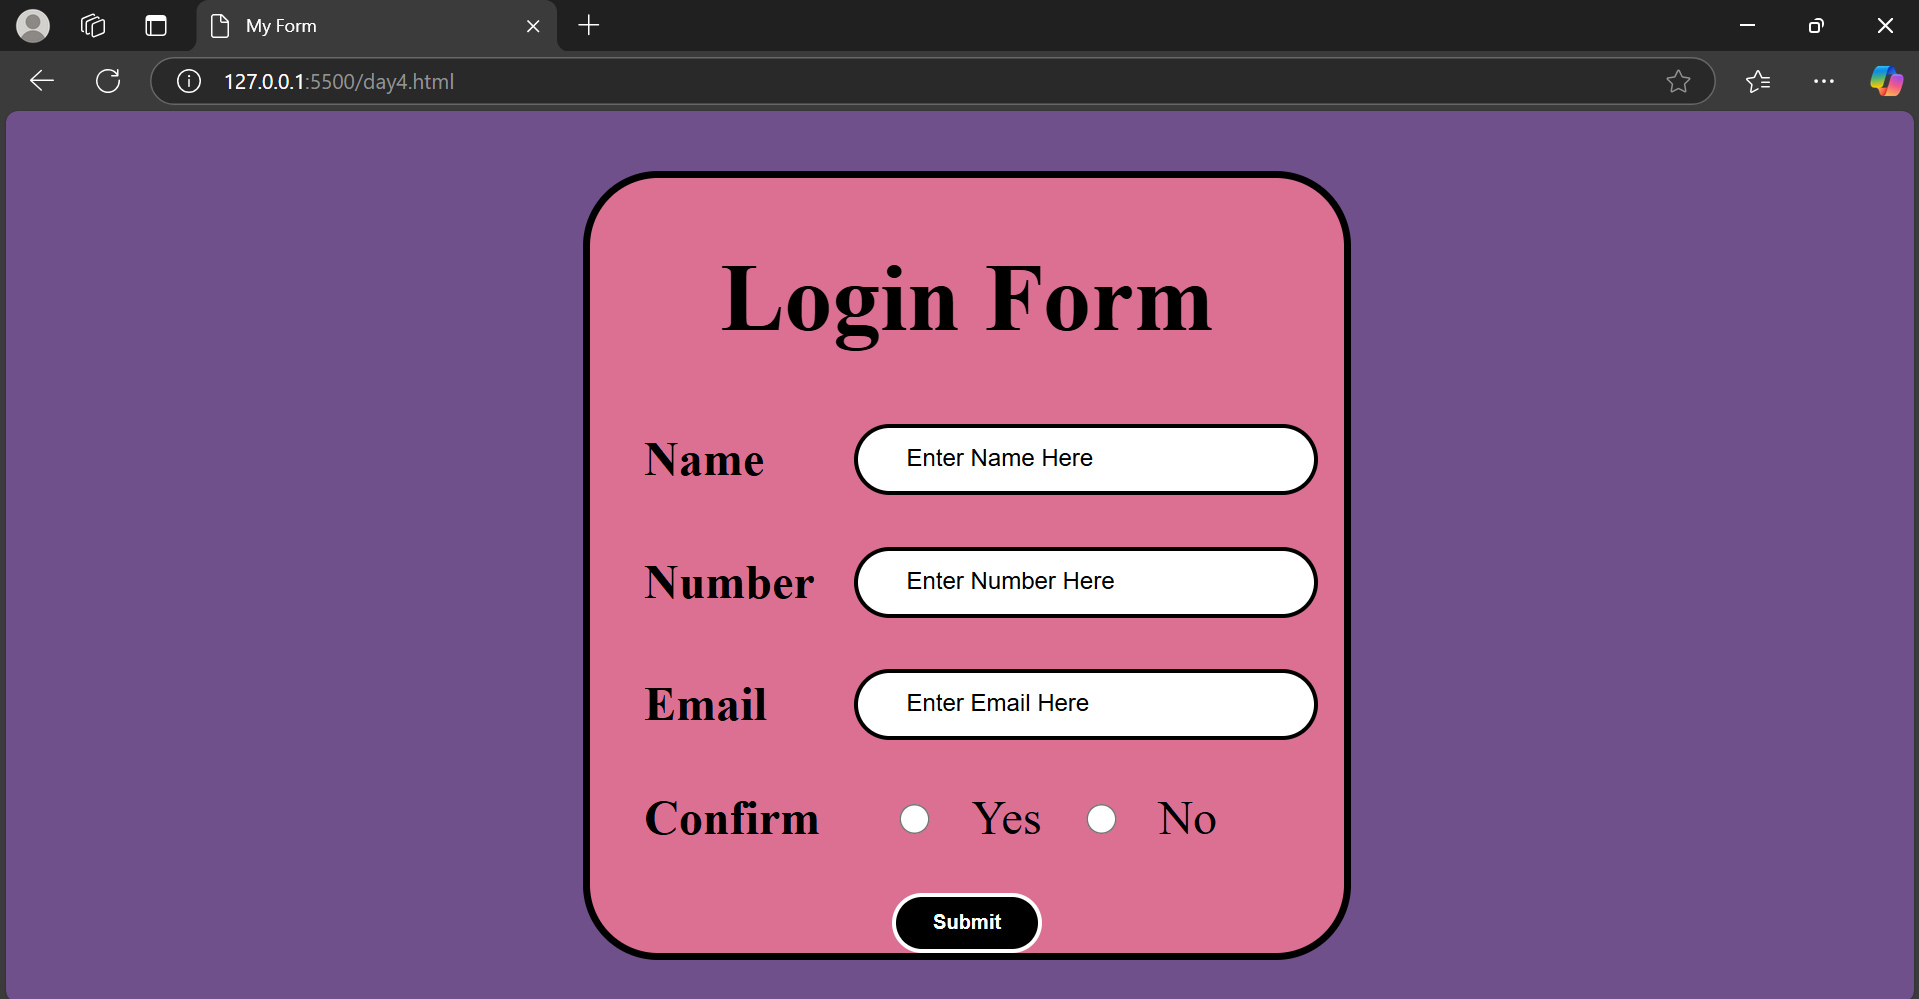 My Form
127.0.0.1:5500/day4.html
Login Form
Name Enter Name Here
Number Enter Number Here
Email Enter Email Here
Confirm Yes No
Submit